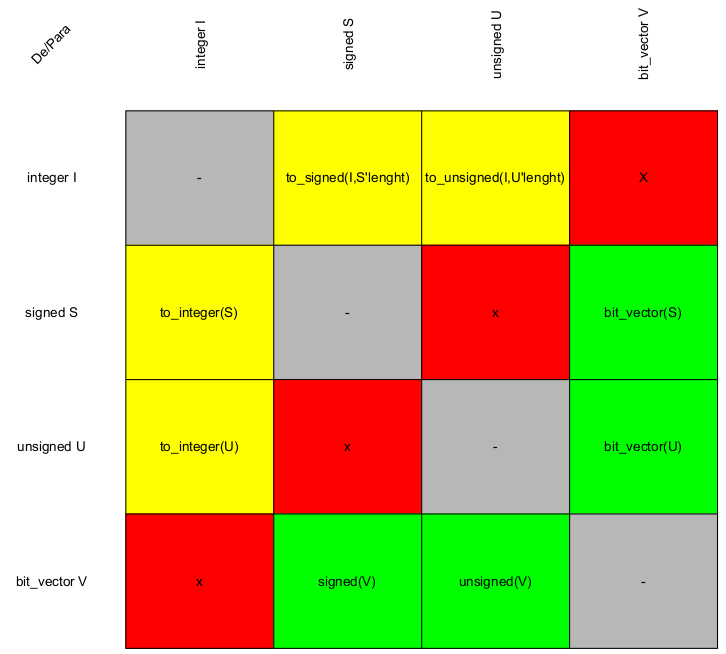 De/Para
integer I
signed S
unsigned U
bit_vector V
integer I
-
to_signed(I,S'lenght)
to_unsigned(I,U'lenght)
X
signed S
to_integer(S)
-
x
bit_vector(S)
unsigned U
to_integer(U)
x
-
bit_vector(U)
bit_vector V
x
signed(V)
unsigned(V)
-